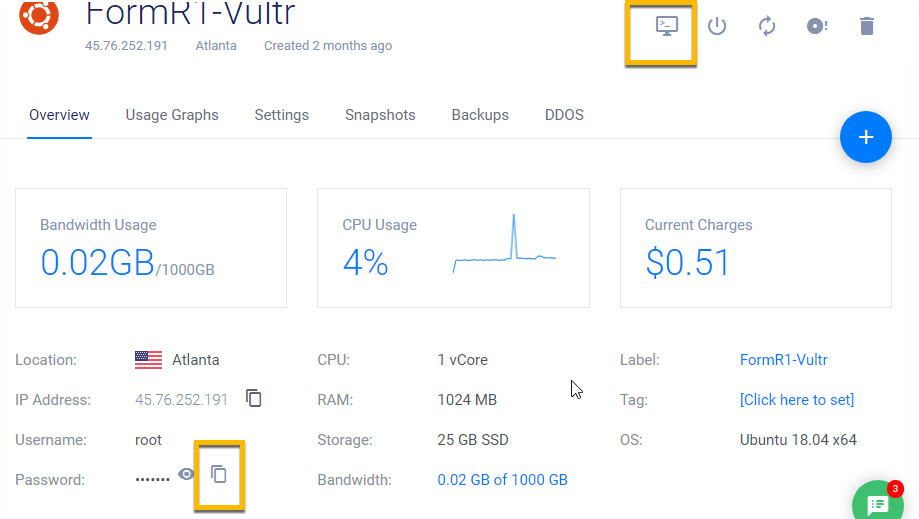 FormR1-Vultr
45.76.252.191 Atlanta Created 2 months ago
Overview Usage Graphs Settings Snapshots Backups DDOS
+
Bandwidth Usage CPU Usage Current Charges
0.02GB/1000GB 4% $0.51
Location: Atlanta CPU: 1 vCore Label: FormR1-Vultr
IP Address: 45.76.252.191 RAM: 1024 MB Tag: [Click here to set]
Username: root Storage: 25 GB SSD OS: Ubuntu 18.04 x64
Password: ······· Bandwidth: 0.02 GB of 1000 GB
3